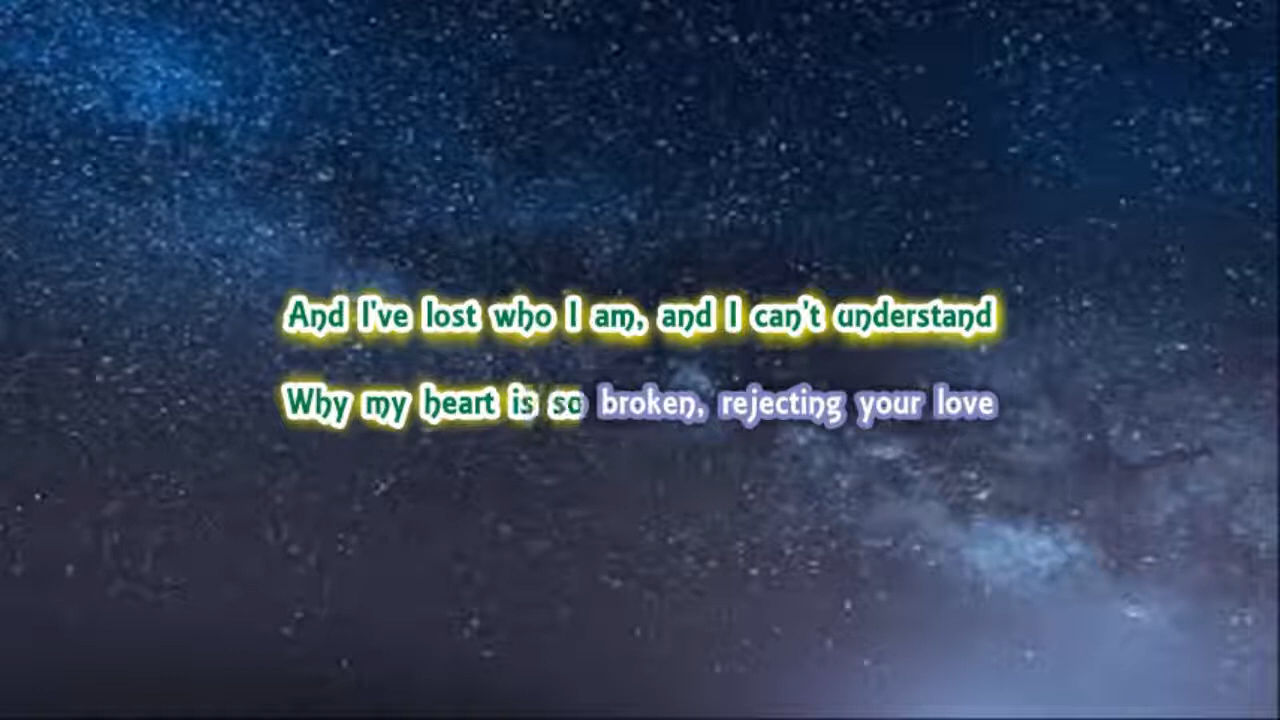 And I've lost who I am, and I can't understand
Why my heart is so broken, rejecting your love